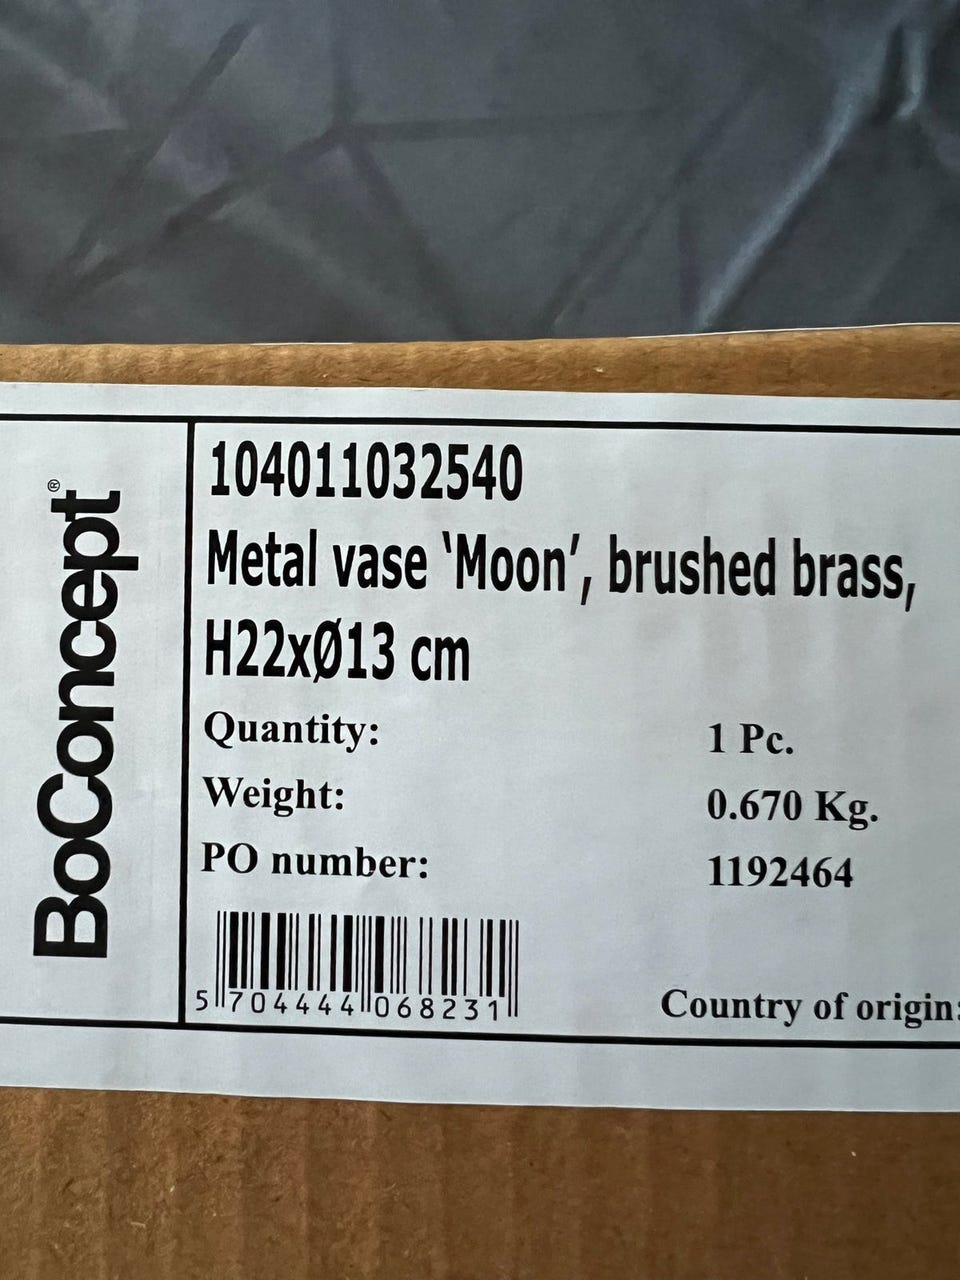 BoConcept®
104011032540
Metal vase ‘Moon’, brushed brass,
H22xØ13 cm
Quantity: 1 Pc.
Weight: 0.670 Kg.
PO number: 1192464
5 704444 068231
Country of origin: